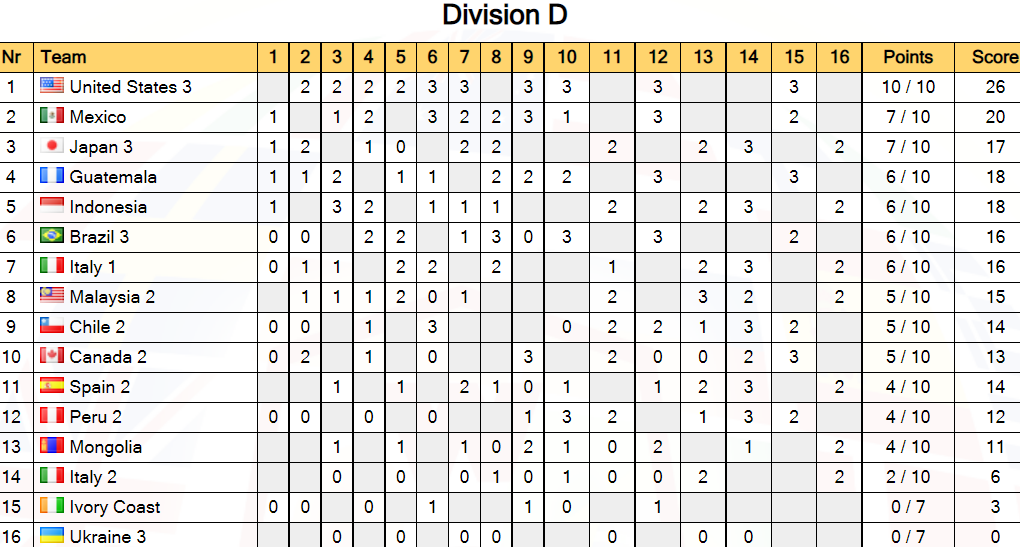 Division D
Nr Team 1 2 3 4 5 6 7 8 9 10 11 12 13 14 15 16 Points Score
1 United States 3 2 2 2 2 3 3 3 3 3 3 10 / 10 26
2 Mexico 1 1 2 3 2 2 3 1 3 2 7 / 10 20
3 Japan 3 1 2 1 0 2 2 2 2 3 2 7 / 10 17
4 Guatemala 1 1 2 1 1 2 2 2 3 3 6 / 10 18
5 Indonesia 1 3 2 1 1 1 2 2 3 2 6 / 10 18
6 Brazil 3 0 0 2 2 1 3 0 3 3 2 6 / 10 16
7 Italy 1 0 1 1 2 2 2 1 2 3 2 6 / 10 16
8 Malaysia 2 1 1 1 2 0 1 2 3 2 2 5 / 10 15
9 Chile 2 0 0 1 3 0 2 2 1 3 2 5 / 10 14
10 Canada 2 0 2 1 0 3 2 0 0 2 3 5 / 10 13
11 Spain 2 1 1 2 1 0 1 1 2 3 2 4 / 10 14
12 Peru 2 0 0 0 0 1 3 2 1 3 2 4 / 10 12
13 Mongolia 1 1 1 0 2 1 0 2 1 2 4 / 10 11
14 Italy 2 0 0 0 1 0 1 0 0 2 2 2 / 10 6
15 Ivory Coast 0 0 0 1 1 0 1 0 / 7 3
16 Ukraine 3 0 0 0 0 0 0 0 0 / 7 0